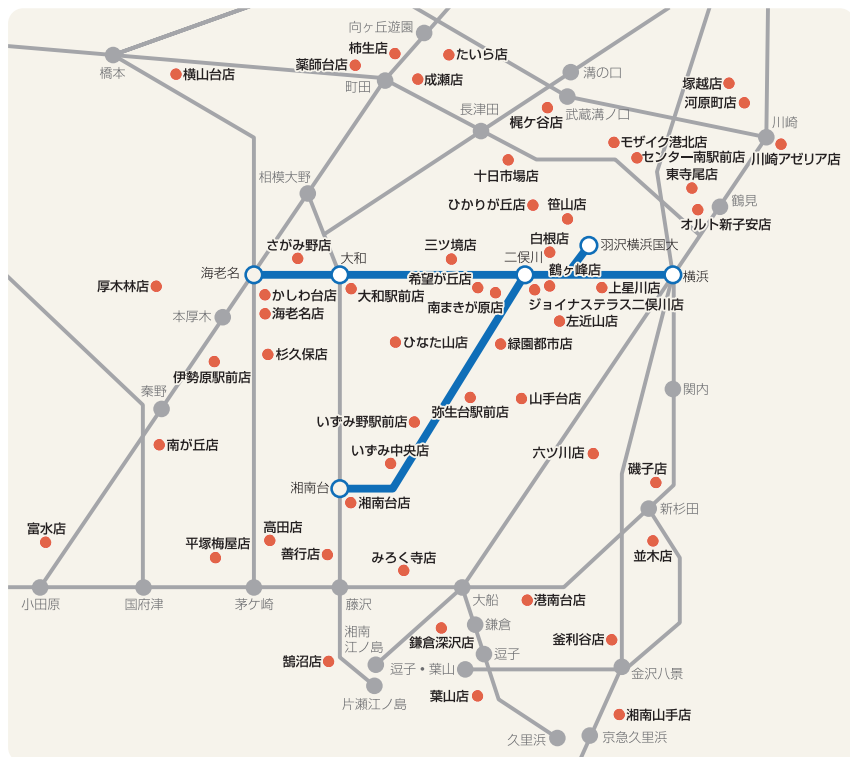 向ヶ丘遊園
柿生店
たいら店
薬師台店
橋本
横山台店
町田
成瀬店
溝の口
塚越店
河原町店
長津田
武蔵溝ノ口
梶ケ谷店
川崎
モザイク港北店
センター南駅前店
川崎アゼリア店
十日市場店
東寺尾店
相模大野
ひかりが丘店
笹山店
鶴見
オルト新子安店
さがみ野店
大和
三ツ境店
二俣川
白根店
羽沢横浜国大
海老名
希望が丘店
鶴ヶ峰店
横浜
厚木林店
かしわ台店
大和駅前店
南まきが原店
上星川店
ジョイナステラス二俣川店
海老名店
本厚木
左近山店
ひなた山店
緑園都市店
杉久保店
伊勢原駅前店
秦野
関内
弥生台駅前店
山手台店
いずみ野駅前店
南が丘店
いずみ中央店
六ツ川店
磯子店
湘南台
湘南台店
新杉田
富水店
高田店
平塚梅屋店
善行店
みろく寺店
並木店
小田原
国府津
茅ケ崎
藤沢
大船
港南台店
湘南
江ノ島
鎌倉
鎌倉深沢店
釜利谷店
鵠沼店
逗子・葉山
逗子
金沢八景
片瀬江ノ島
葉山店
湘南山手店
久里浜
京急久里浜